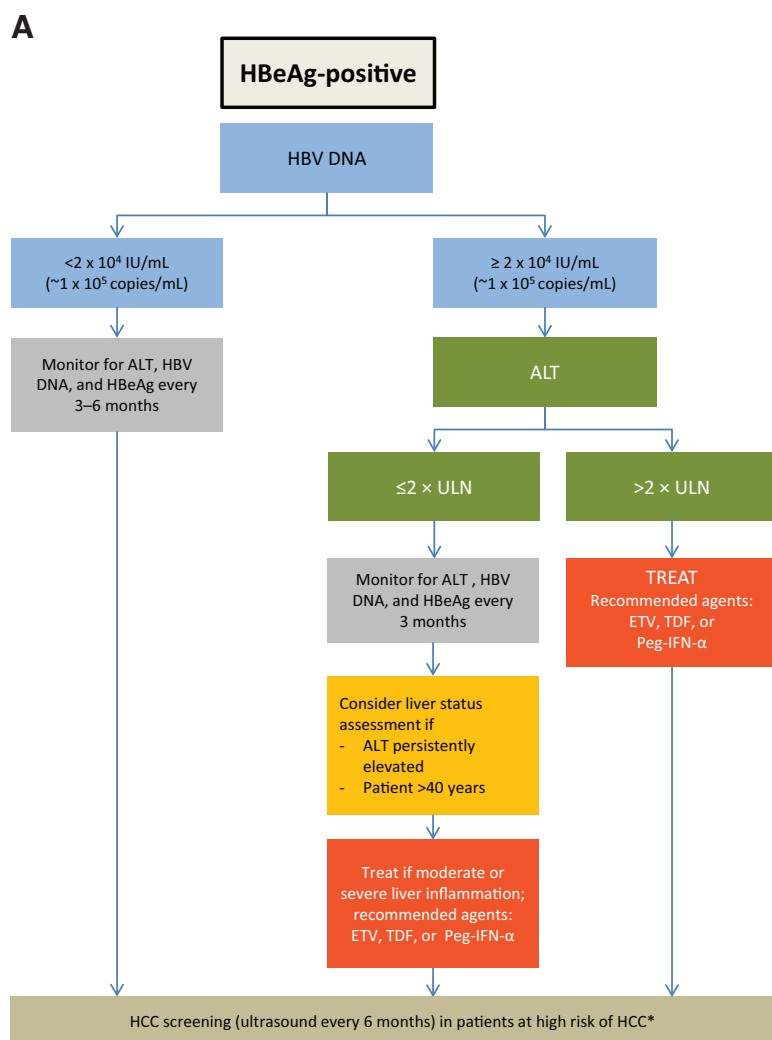 A
HBeAg-positive
HBV DNA
<2 x 10⁴ IU/mL
(~1 x 10⁵ copies/mL)
≥ 2 x 10⁴ IU/mL
(~1 x 10⁵ copies/mL)
Monitor for ALT, HBV
DNA, and HBeAg every
3–6 months
ALT
≤2 × ULN
>2 × ULN
Monitor for ALT , HBV
DNA, and HBeAg every
3 months
TREAT
Recommended agents:
ETV, TDF, or
Peg-IFN-α
Consider liver status
assessment if
- ALT persistently
elevated
- Patient >40 years
Treat if moderate or
severe liver inflammation;
recommended agents:
ETV, TDF, or Peg-IFN-α
HCC screening (ultrasound every 6 months) in patients at high risk of HCC*